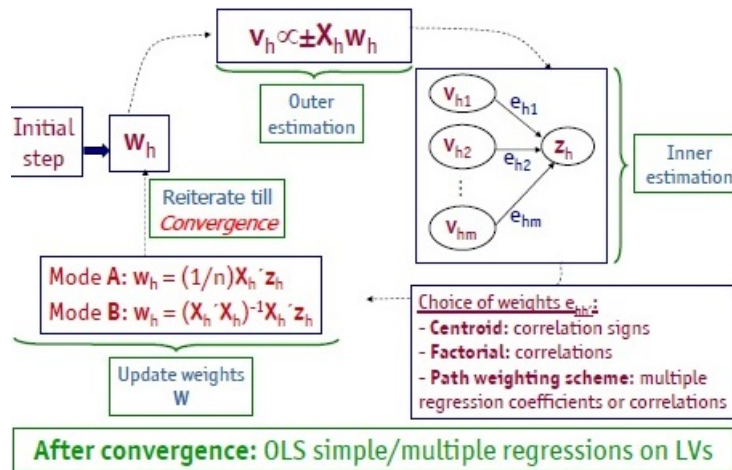 v_h ∝ ±X_h w_h
Outer
estimation
Initial
step
w_h
v_h1
e_h1
v_h2
e_h2
z_h
⋮
v_hm
e_hm
Inner
estimation
Reiterate till
Convergence
Mode A: w_h = (1/n)X_h´z_h
Mode B: w_h = (X_h´X_h)⁻¹X_h´z_h
Update weights
W
Choice of weights e_hh':
- Centroid: correlation signs
- Factorial: correlations
- Path weighting scheme: multiple
regression coefficients or correlations
After convergence: OLS simple/multiple regressions on LVs